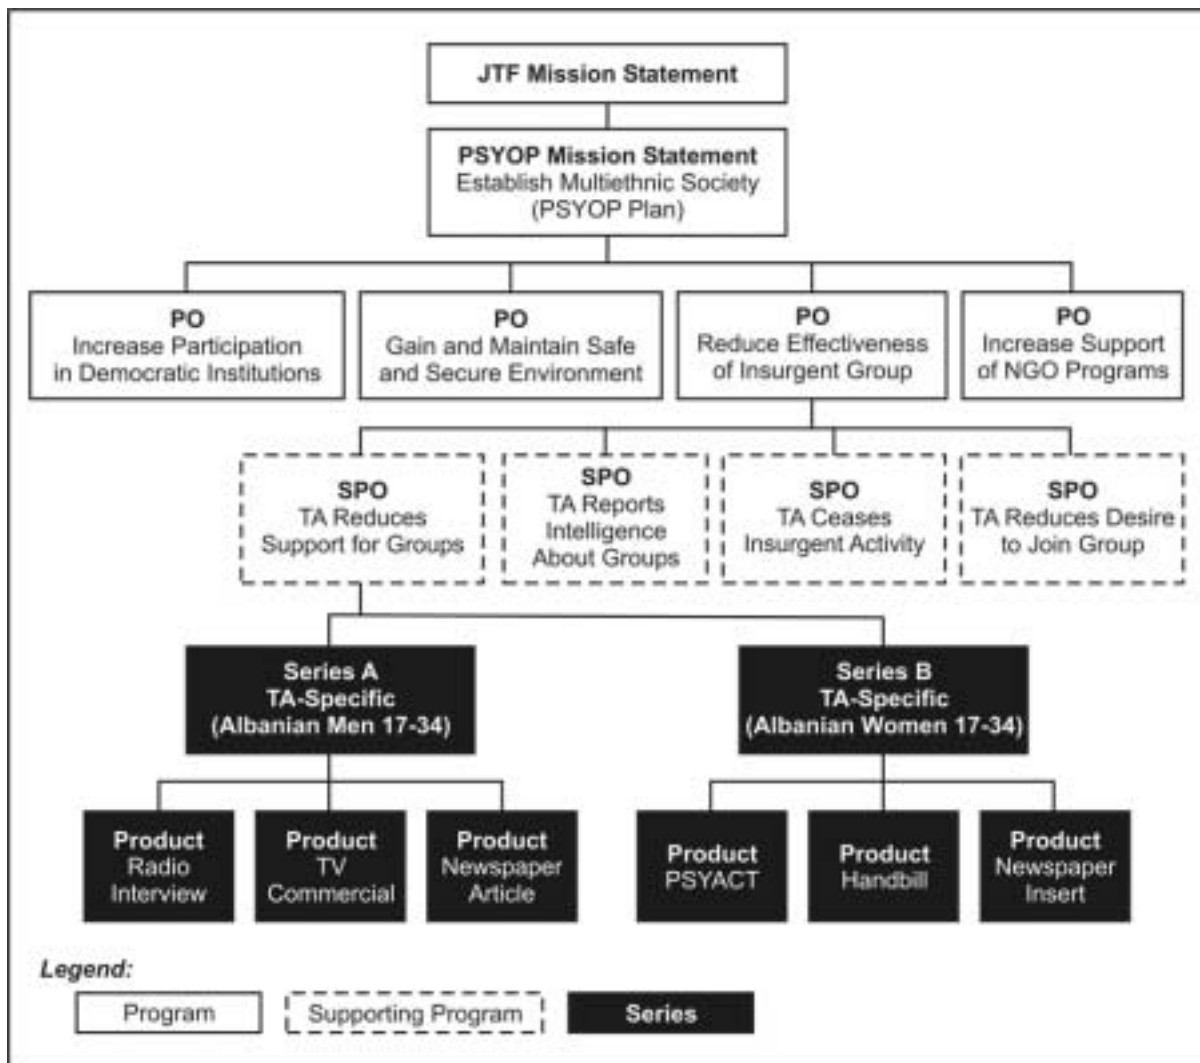 JTF Mission Statement
PSYOP Mission Statement
Establish Multiethnic Society
(PSYOP Plan)
PO
Increase Participation
in Democratic Institutions
PO
Gain and Maintain Safe
and Secure Environment
PO
Reduce Effectiveness
of Insurgent Group
PO
Increase Support
of NGO Programs
SPO
TA Reduces
Support for Groups
SPO
TA Reports
Intelligence
About Groups
SPO
TA Ceases
Insurgent Activity
SPO
TA Reduces Desire
to Join Group
Series A
TA-Specific
(Albanian Men 17-34)
Series B
TA-Specific
(Albanian Women 17-34)
Product
Radio
Interview
Product
TV
Commercial
Product
Newspaper
Article
Product
PSYACT
Product
Handbill
Product
Newspaper
Insert
Legend:
Program
Supporting Program
Series